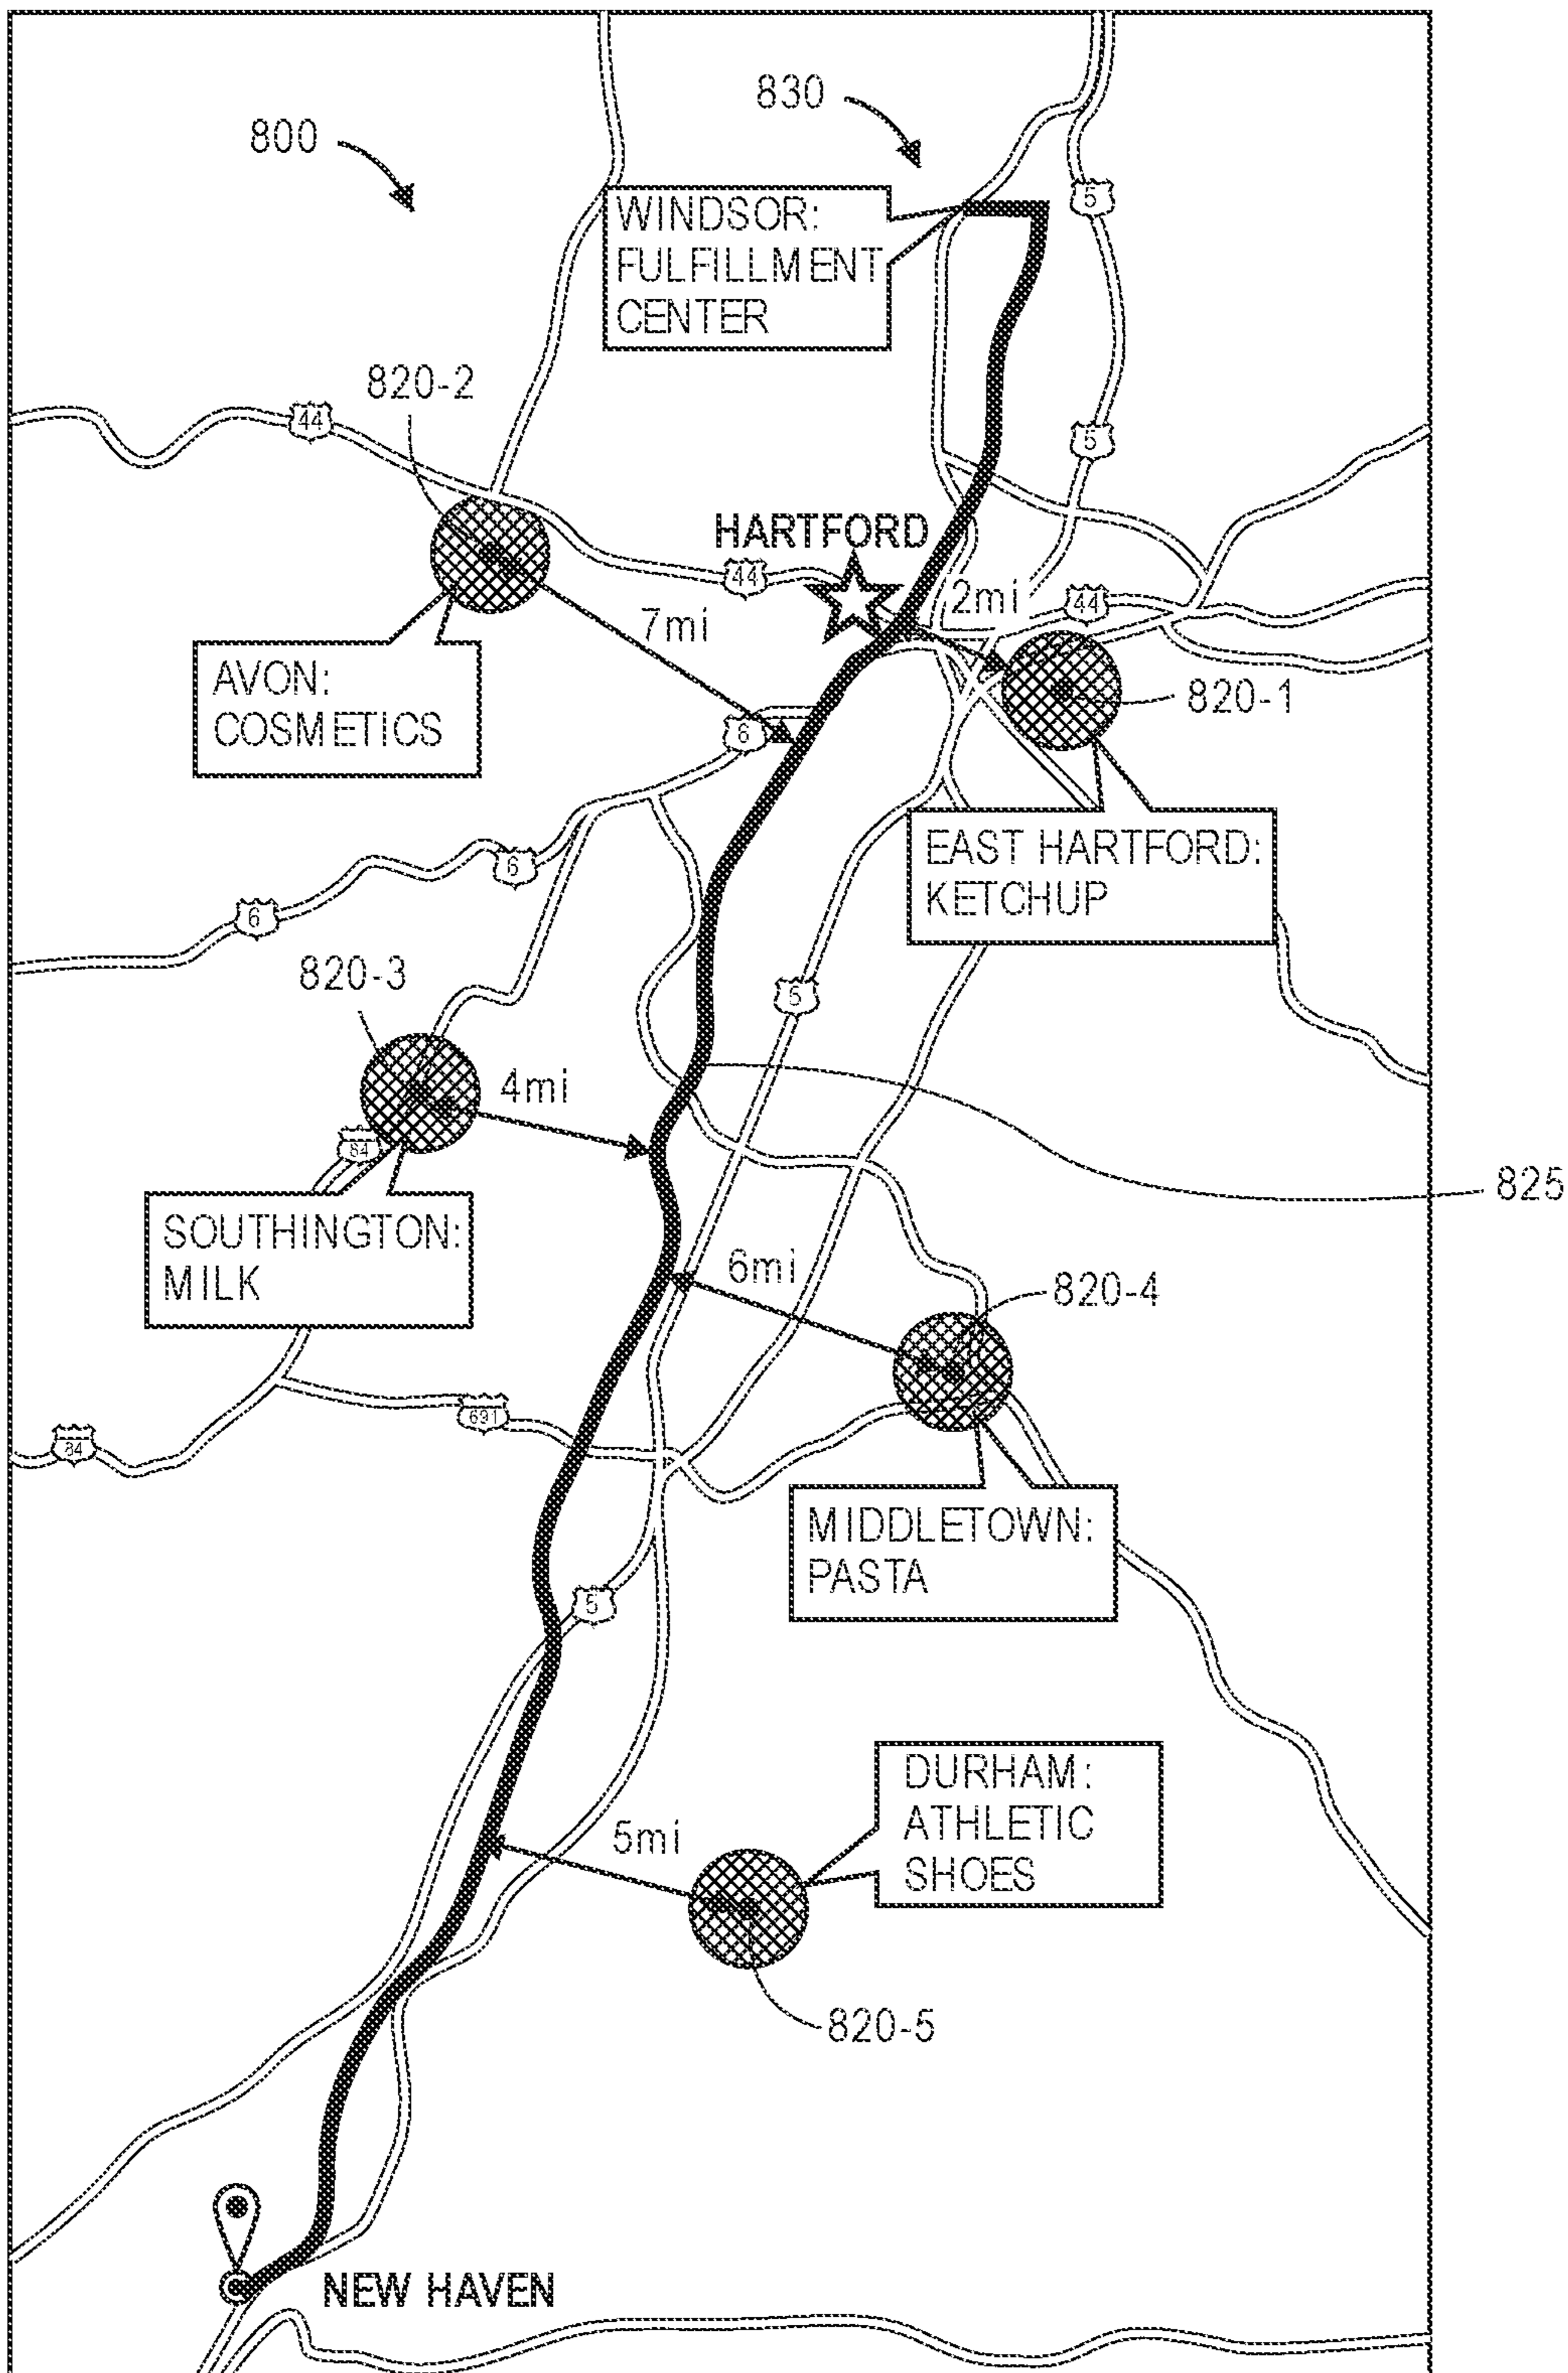 830
800
5
WINDSOR:
FULFILLMENT
CENTER
820-2
44
5
HARTFORD
44
2mi
44
7mi
AVON:
COSMETICS
820-1
6
EAST HARTFORD:
KETCHUP
6
6
820-3
5
4mi
84
825
SOUTHINGTON:
MILK
6mi
820-4
691
84
MIDDLETOWN:
PASTA
5
DURHAM:
ATHLETIC
SHOES
5mi
820-5
NEW HAVEN